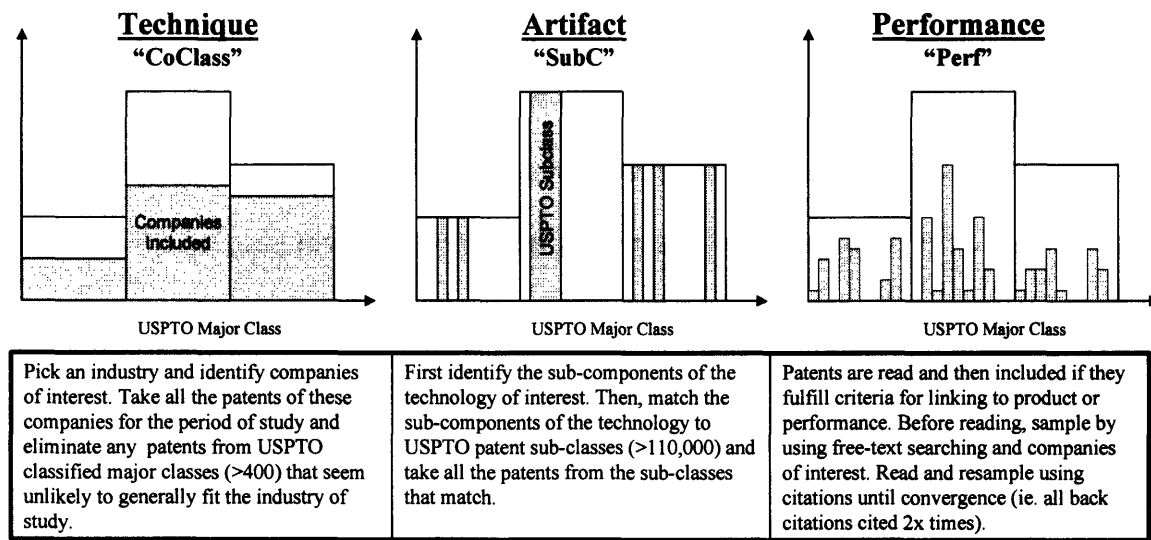 Technique
“CoClass”
Companies
Included
USPTO Major Class
Artifact
“SubC”
USPTO Subclass
USPTO Major Class
Performance
“Perf”
USPTO Major Class
Pick an industry and identify companies
of interest. Take all the patents of these
companies for the period of study and
eliminate any patents from USPTO
classified major classes (>400) that seem
unlikely to generally fit the industry of
study.
First identify the sub-components of the
technology of interest. Then, match the
sub-components of the technology to
USPTO patent sub-classes (>110,000) and
take all the patents from the sub-classes
that match.
Patents are read and then included if they
fulfill criteria for linking to product or
performance. Before reading, sample by
using free-text searching and companies
of interest. Read and resample using
citations until convergence (ie. all back
citations cited 2x times).